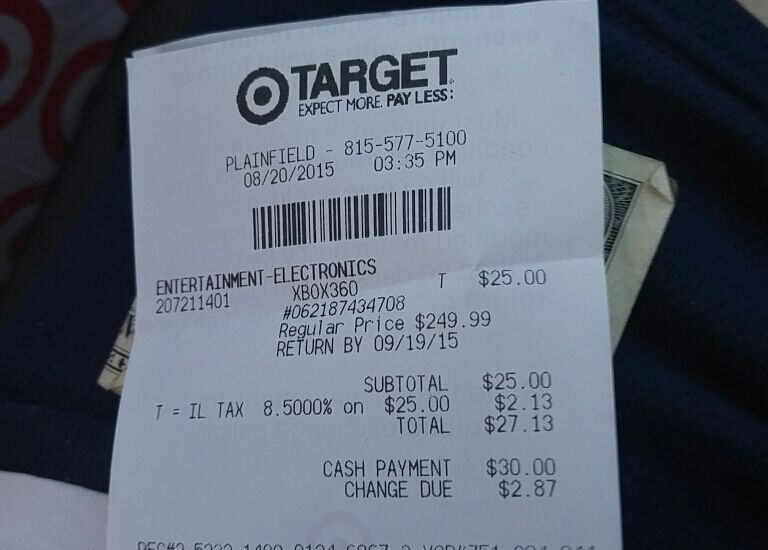 TARGET
EXPECT MORE. PAY LESS:
PLAINFIELD - 815-577-5100
08/20/2015 03:35 PM
ENTERTAINMENT-ELECTRONICS
207211401 XBOX360 T $25.00
#062187434708
Regular Price $249.99
RETURN BY 09/19/15
SUBTOTAL $25.00
T = IL TAX 8.5000% on $25.00 $2.13
TOTAL $27.13
CASH PAYMENT $30.00
CHANGE DUE $2.87